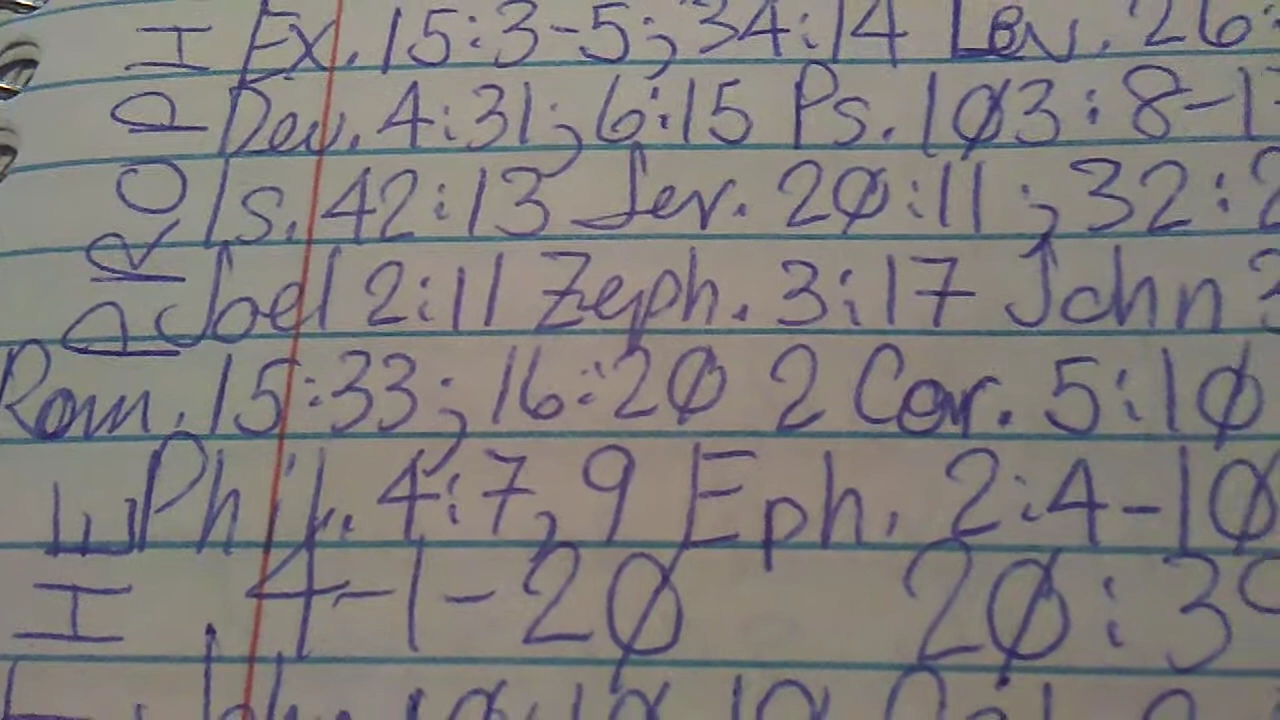 Ex. 15:3-5; 34:14 Lev. 26:
Deu. 4:31; 6:15 Ps. 103:8-1
Is. 42:13 Jer. 20:11; 32:2
Joel 2:11 Zeph. 3:17 John 3
Rom. 15:33; 16:20 2 Cor. 5:10
Phil. 4:7, 9 Eph. 2:4-10
4-1-20 20:3